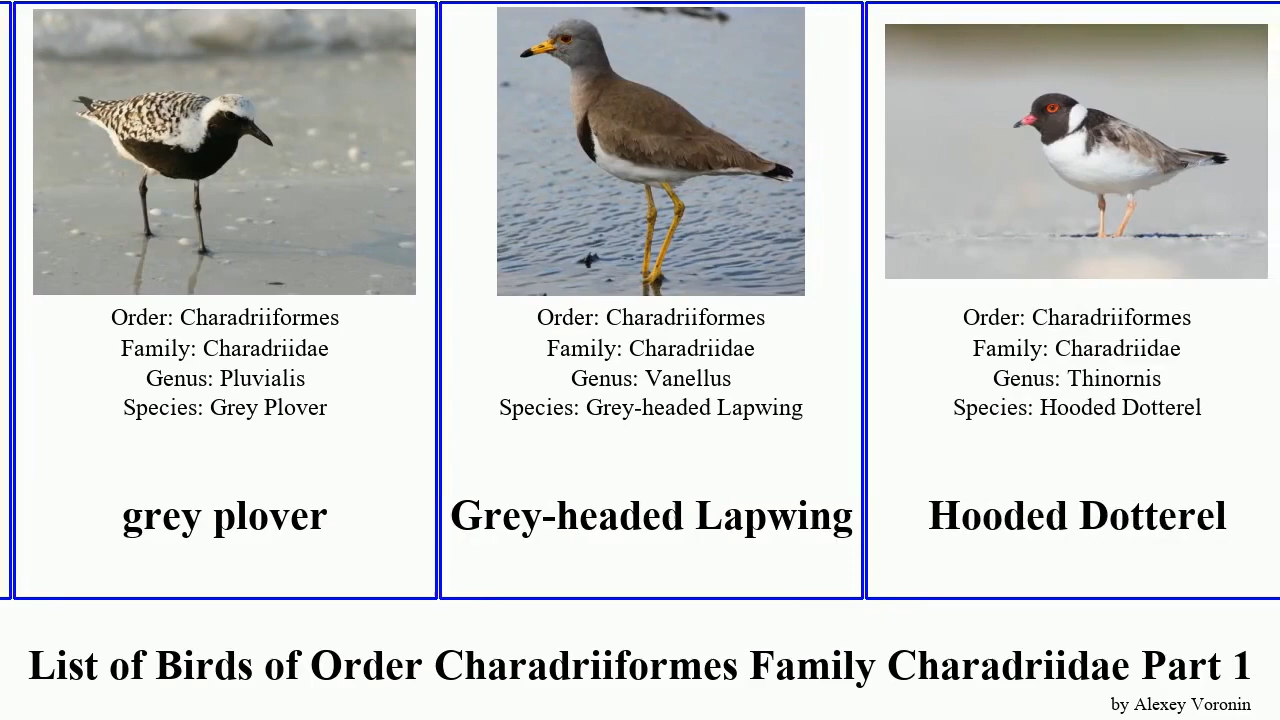 Order: Charadriiformes
Family: Charadriidae
Genus: Pluvialis
Species: Grey Plover
grey plover
Order: Charadriiformes
Family: Charadriidae
Genus: Vanellus
Species: Grey-headed Lapwing
Grey-headed Lapwing
Order: Charadriiformes
Family: Charadriidae
Genus: Thinornis
Species: Hooded Dotterel
Hooded Dotterel
List of Birds of Order Charadriiformes Family Charadriidae Part 1
by Alexey Voronin